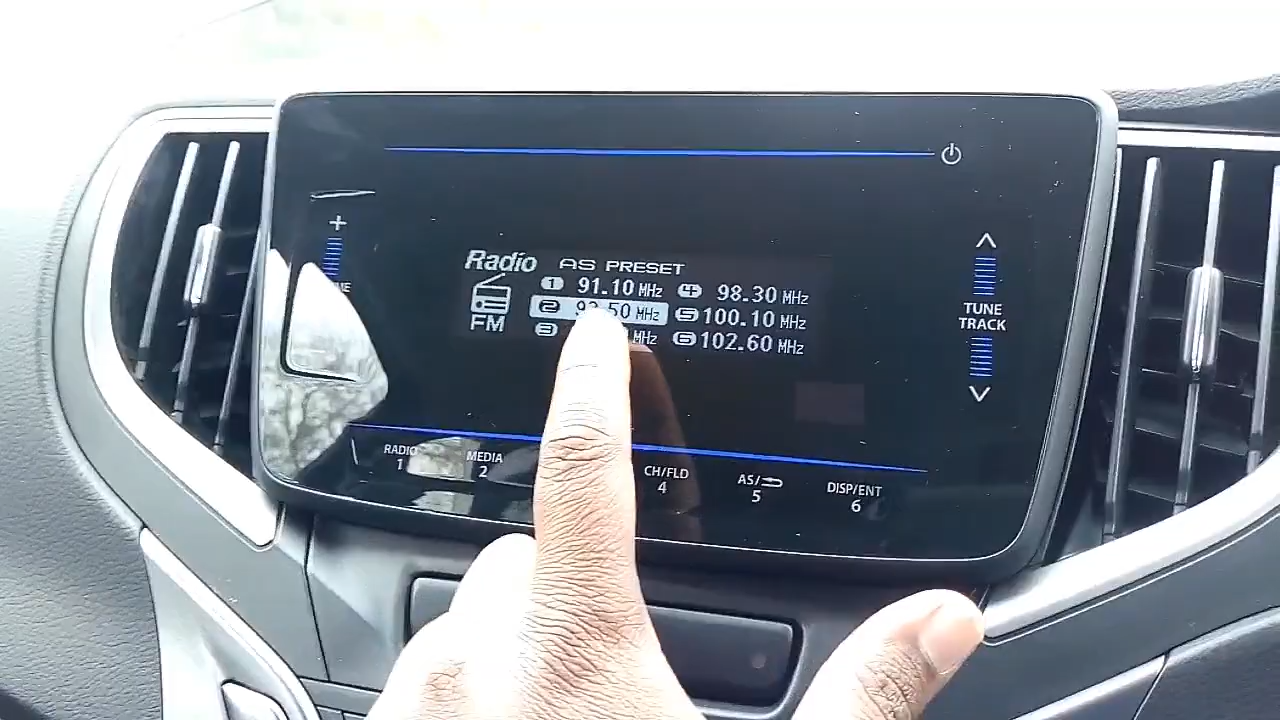 +
Radio AS PRESET
1 91.10 MHz 4 98.30 MHz
2 MHz 5 100.10 MHz
3 MHz 6 102.60 MHz
FM
TUNE
TRACK
RADIO
1
MEDIA
2
CH/FLD
4
AS/
5
DISP/ENT
6